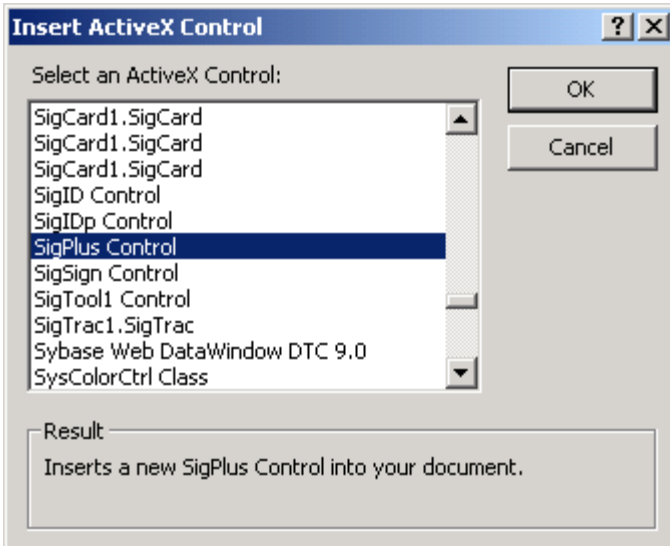 Insert ActiveX Control
Select an ActiveX Control:
SigCard1.SigCard
SigCard1.SigCard
SigCard1.SigCard
SigID Control
SigIDp Control
SigPlus Control
SigSign Control
SigTool1 Control
SigTrac1.SigTrac
Sybase Web DataWindow DTC 9.0
SysColorCtrl Class
OK
Cancel
Result
Inserts a new SigPlus Control into your document.